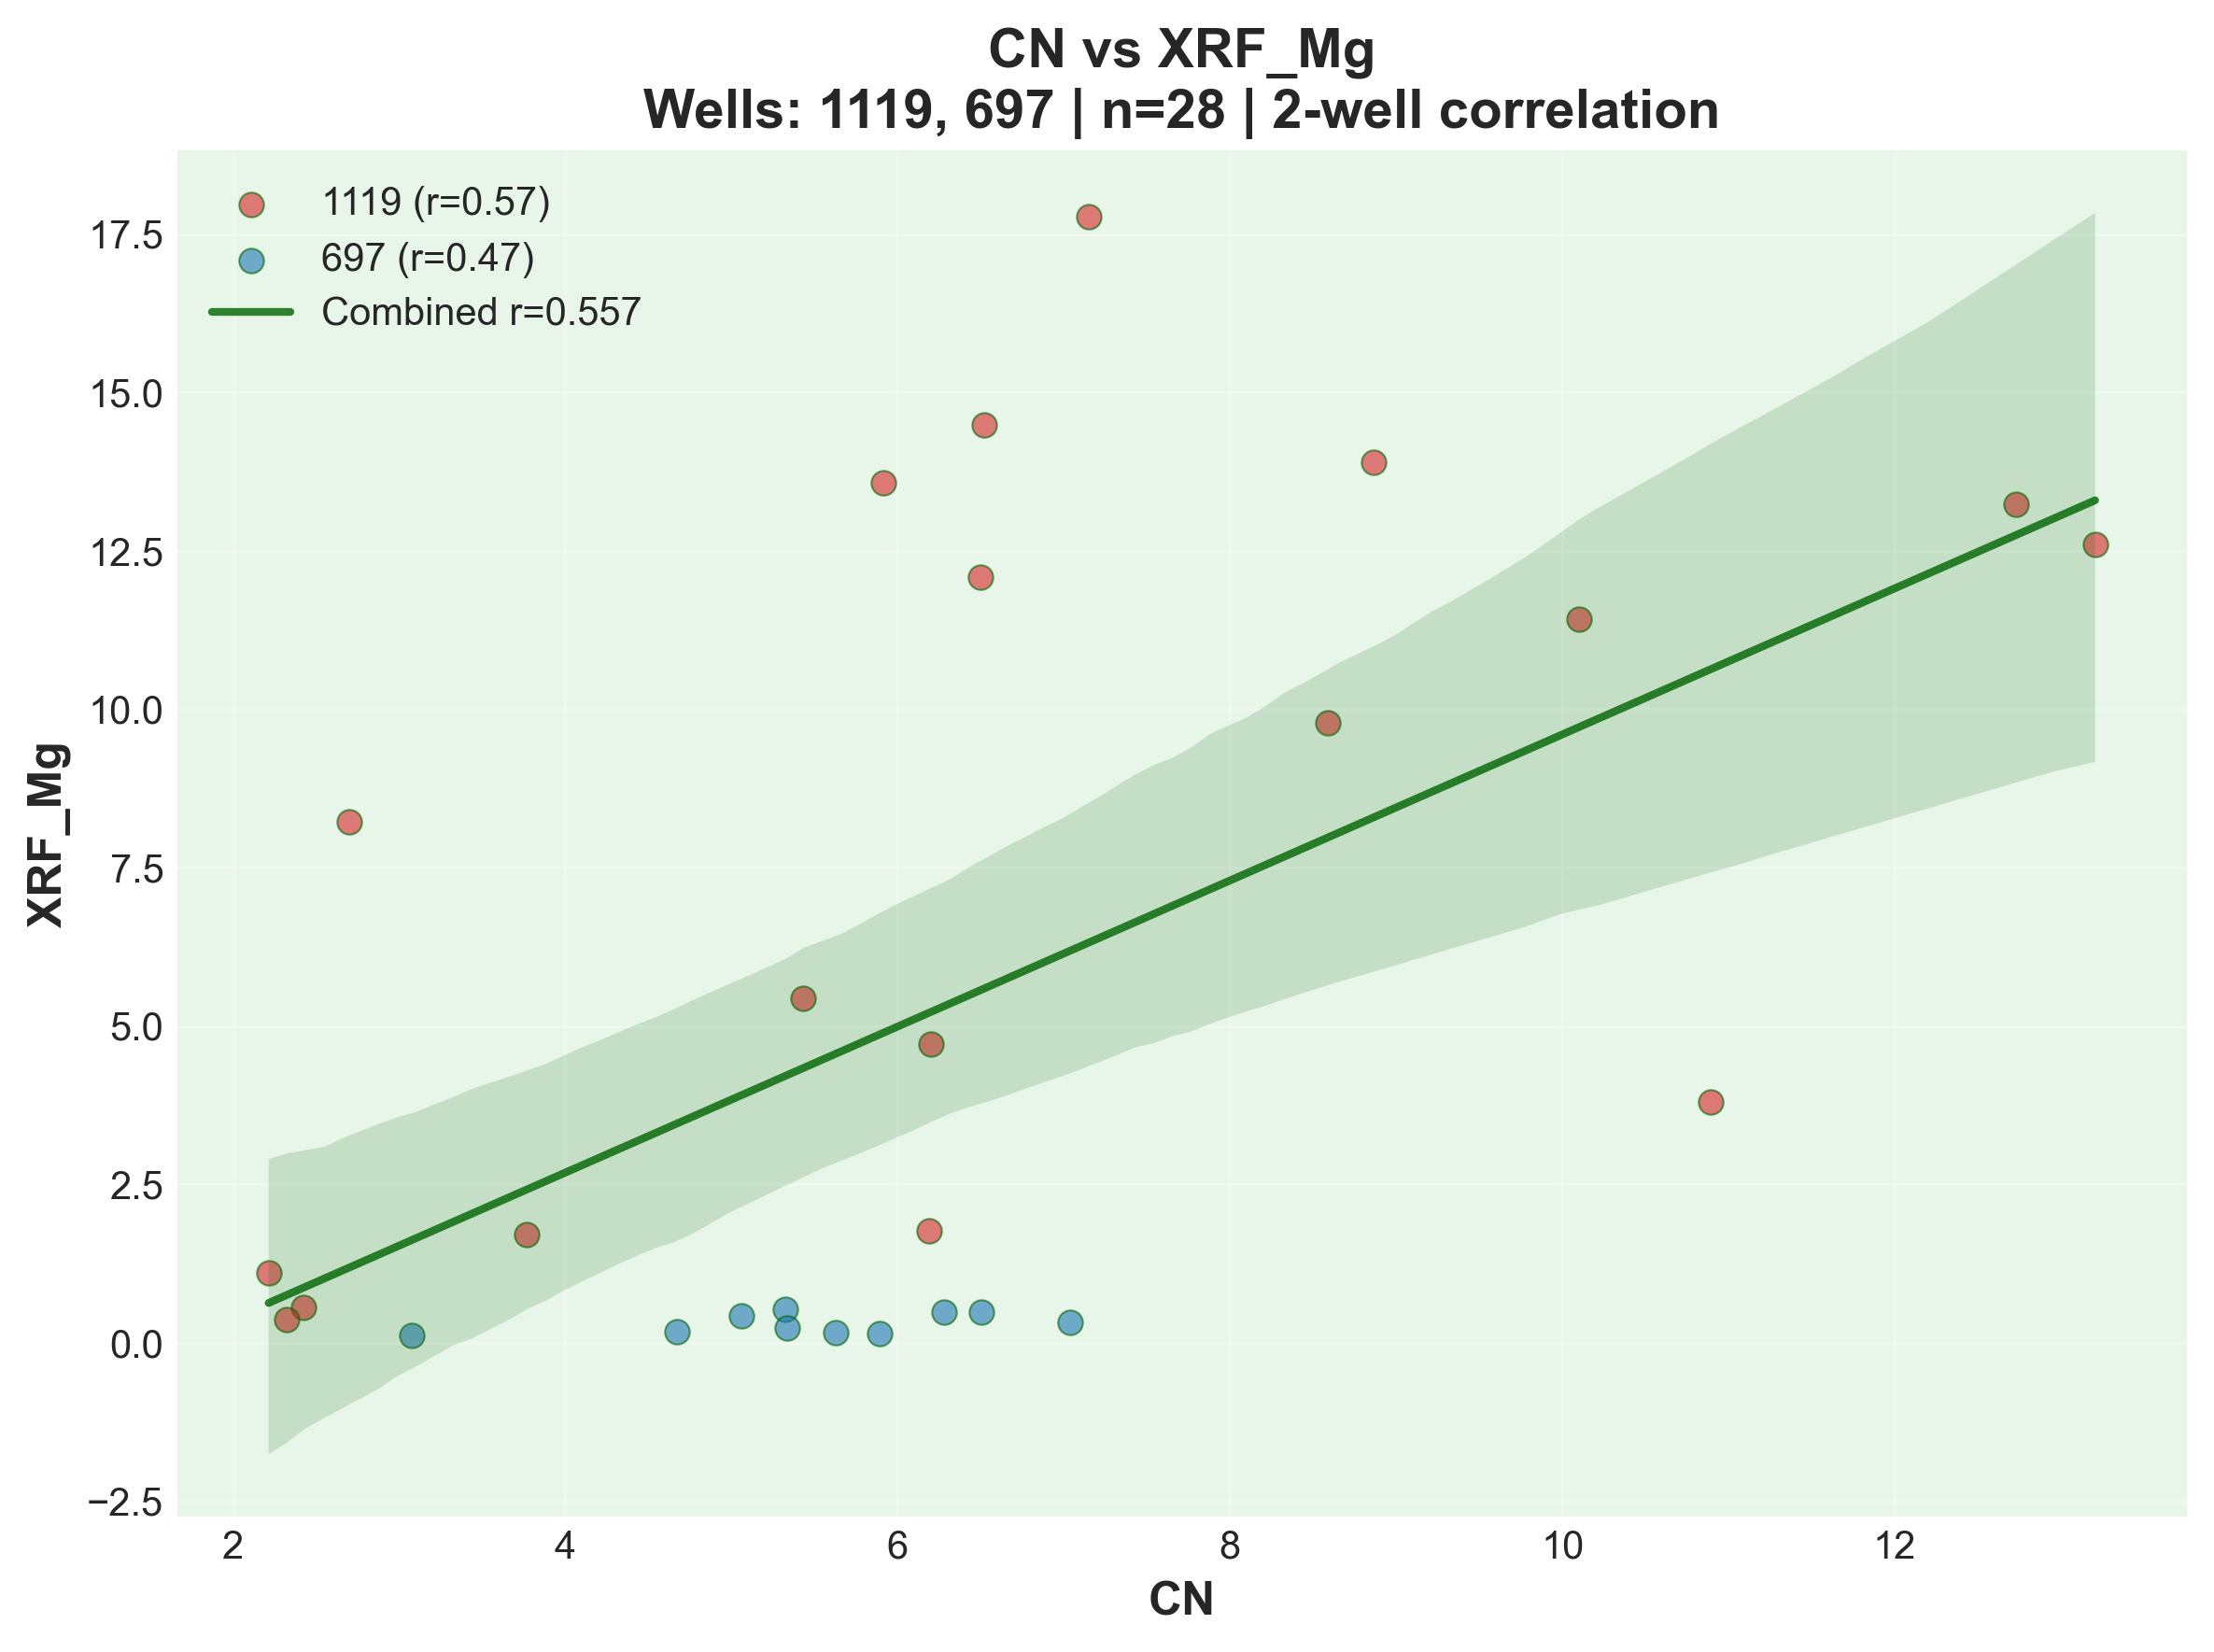 CN vs XRF_Mg
Wells: 1119, 697 | n=28 | 2-well correlation
1119 (r=0.57)
697 (r=0.47)
Combined r=0.557
XRF_Mg
17.5
15.0
12.5
10.0
7.5
5.0
2.5
0.0
−2.5
2 4 6 8 10 12
CN